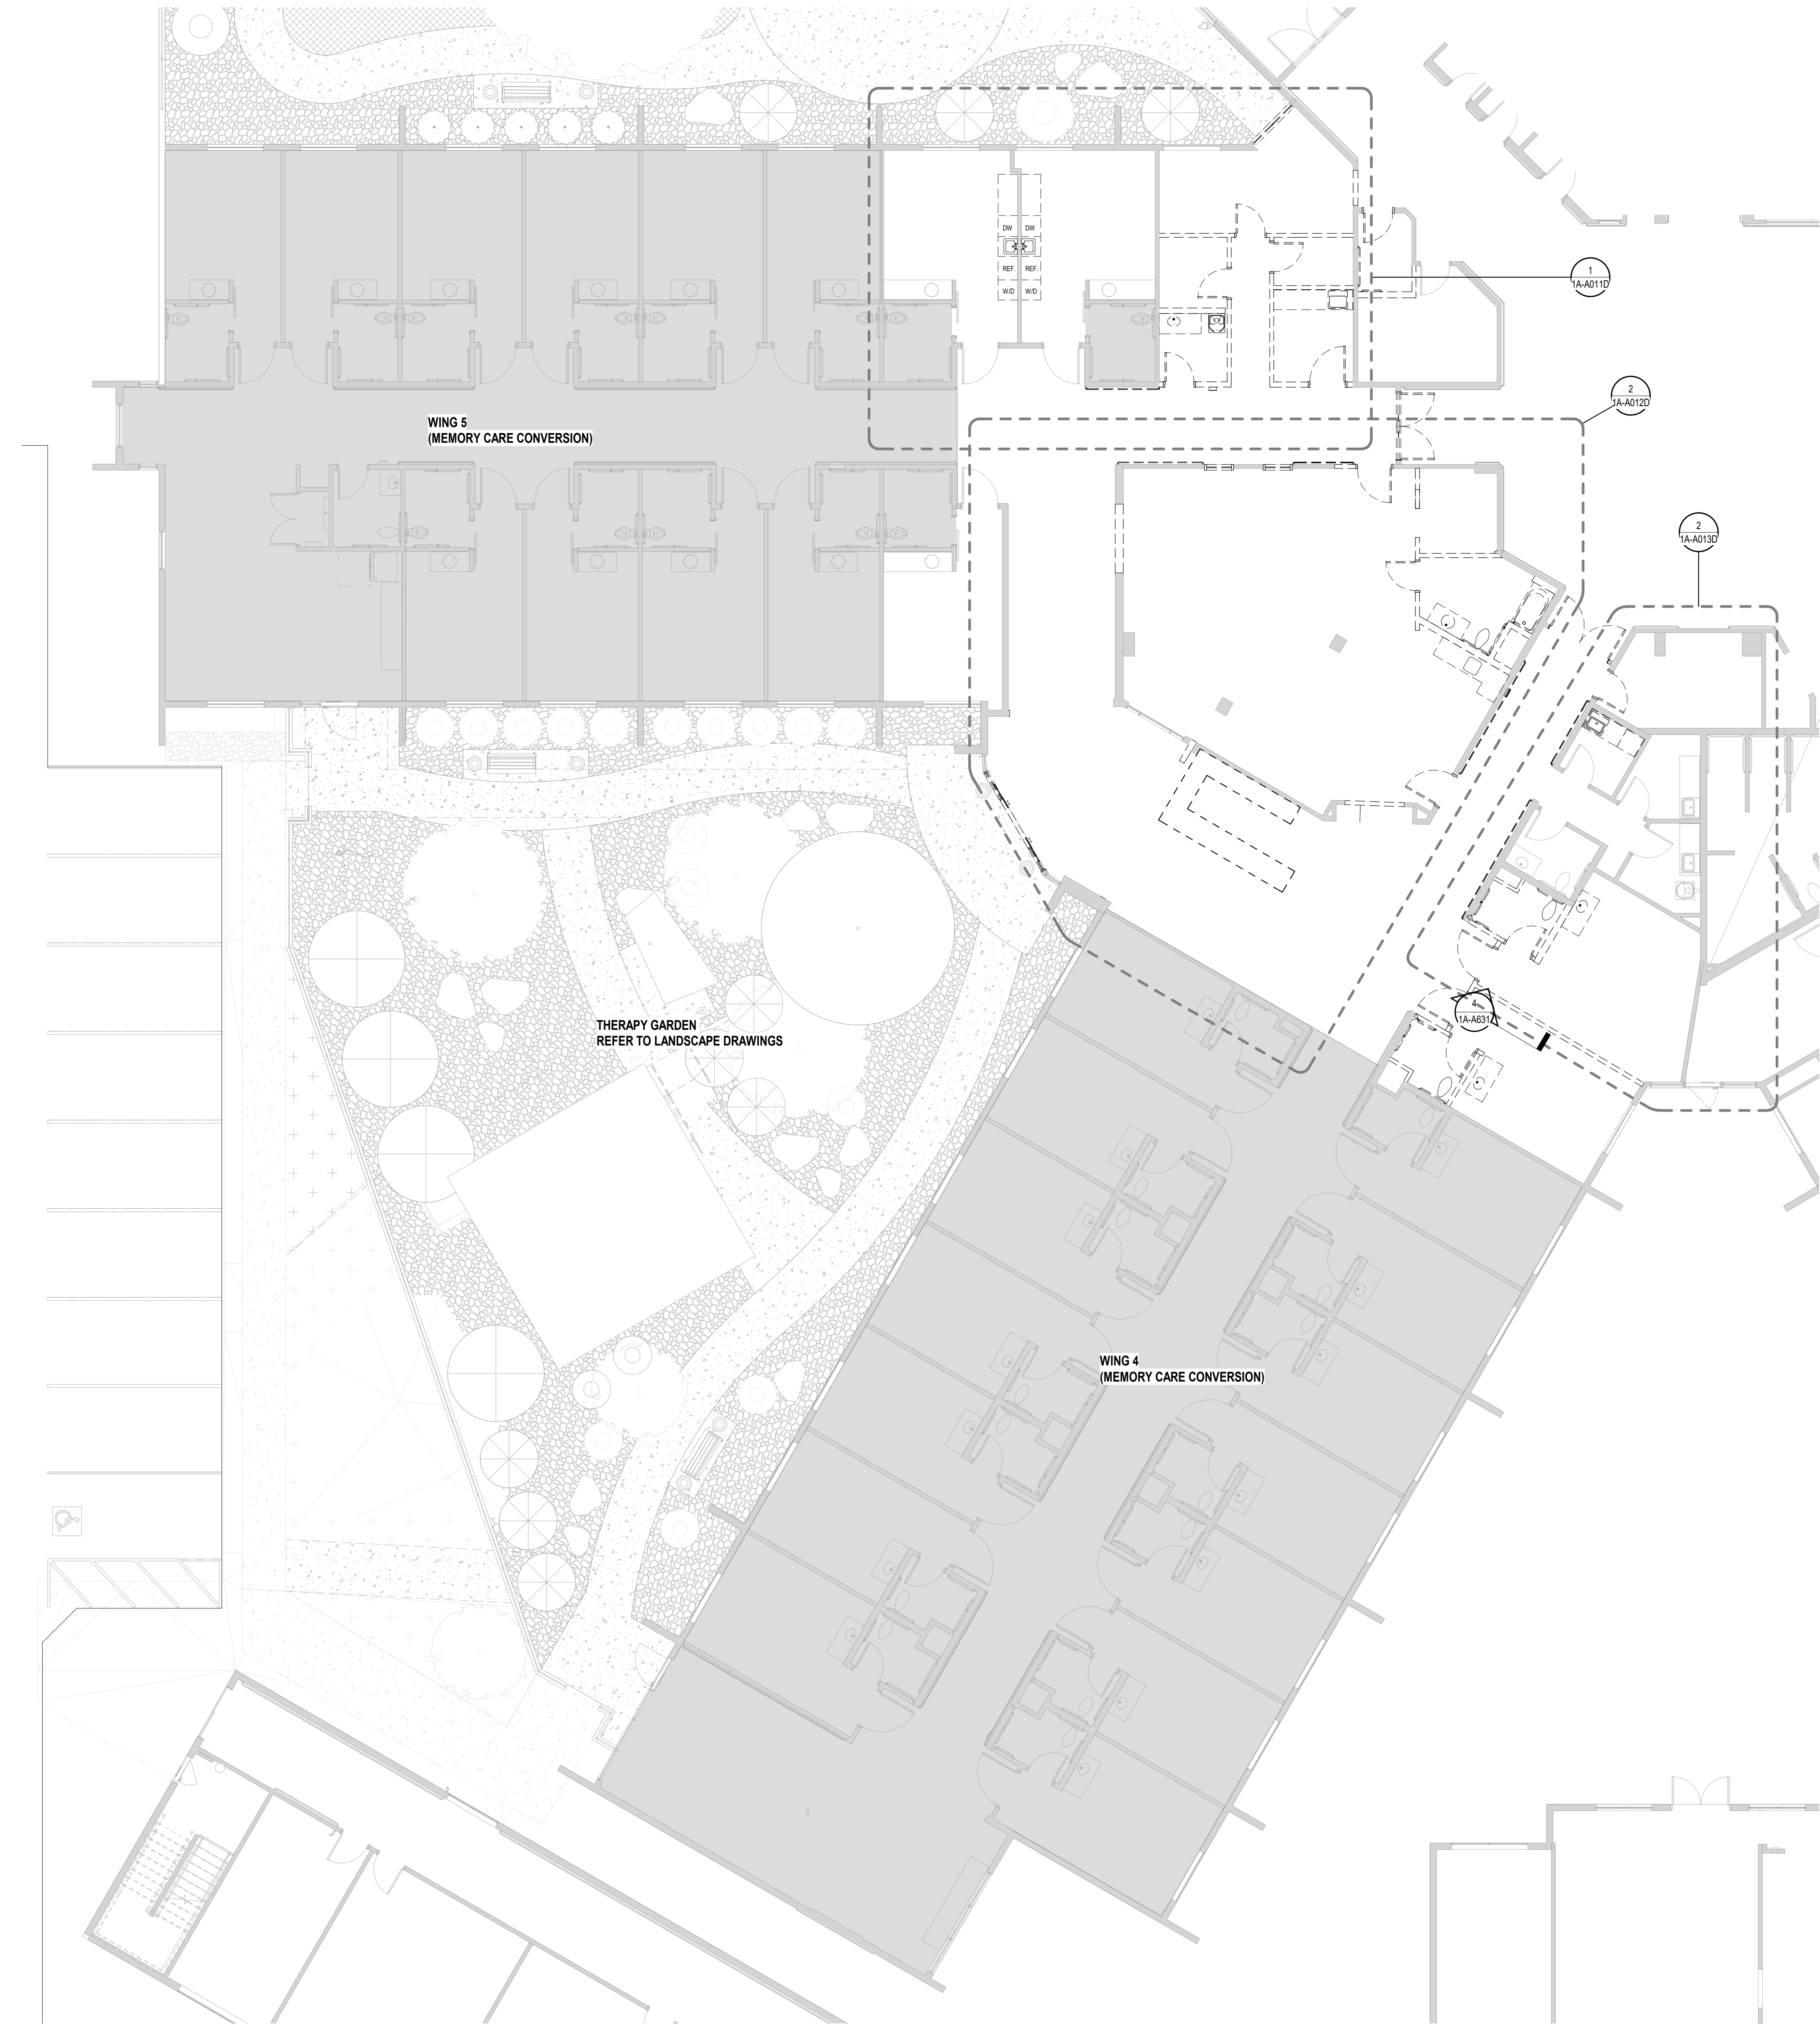 DW
DW
REF.
REF.
W/D
W/D
1
1A-A011D
2
1A-A012D
WING 5
(MEMORY CARE CONVERSION)
2
1A-A013D
4
1A-A631
THERAPY GARDEN
REFER TO LANDSCAPE DRAWINGS
WING 4
(MEMORY CARE CONVERSION)